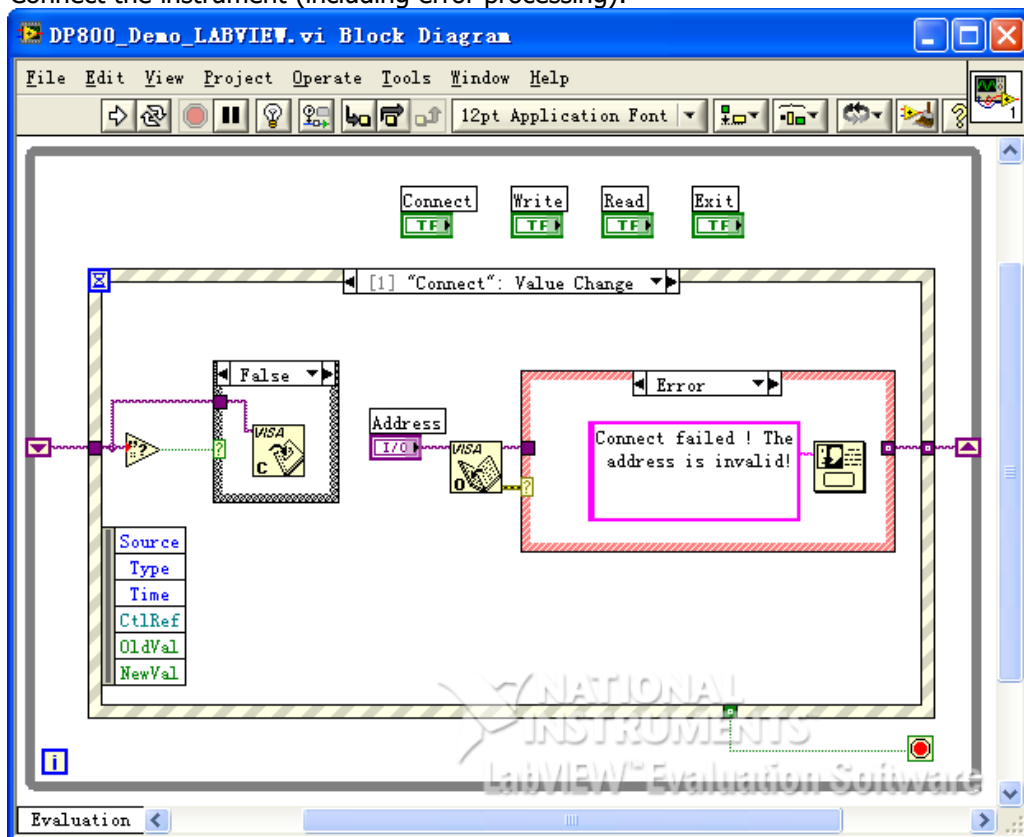 Connect the instrument (including error processing).
DP800_Demo_LABVIEW.vi Block Diagram
File Edit View Project Operate Tools Window Help
12pt Application Font
1
Connect Write Read Exit
TF TF TF TF
[1] "Connect": Value Change
False
Error
VISA
C
?
?
Address
I/O
VISA
O
?
Connect failed ! The
address is invalid!
Source
Type
Time
CtlRef
OldVal
NewVal
NATIONAL
INSTRUMENTS
LabVIEW™ Evaluation Software
i
Evaluation